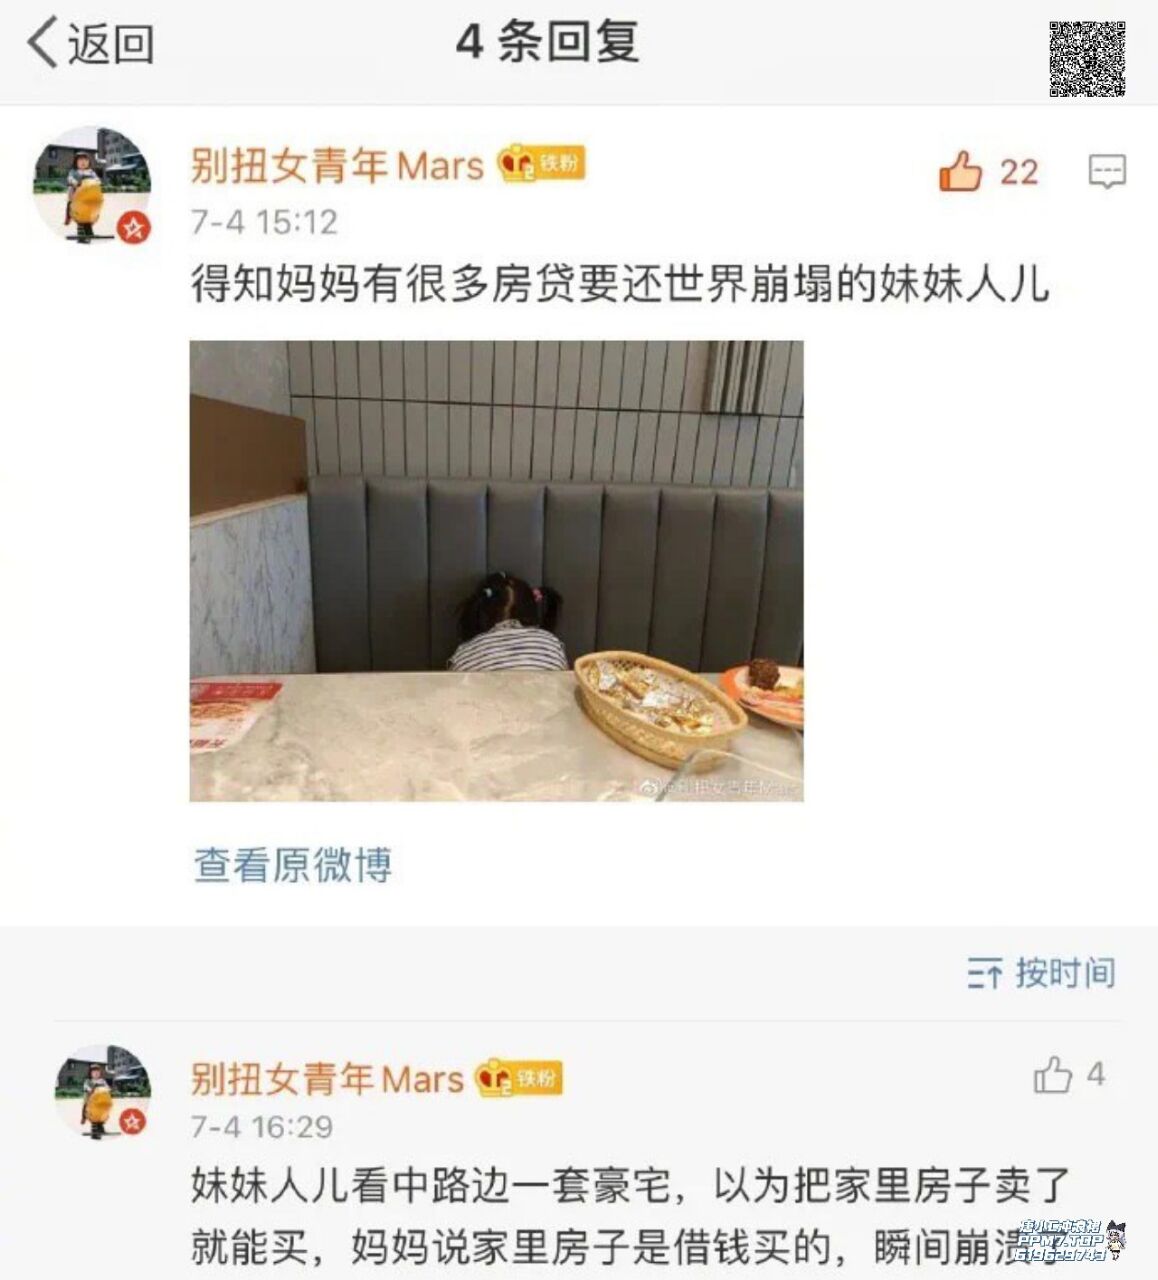 返回
4 条回复
别扭女青年Mars
铁粉
22
7-4 15:12
得知妈妈有很多房贷要还世界崩塌的妹妹人儿
@别扭女青年Mars
查看原微博
按时间
别扭女青年Mars
铁粉
4
7-4 16:29
妹妹人儿看中路边一套豪宅，以为把家里房子卖了
就能买，妈妈说家里房子是借钱买的，瞬间崩溃
PPM7.TOP
619629743